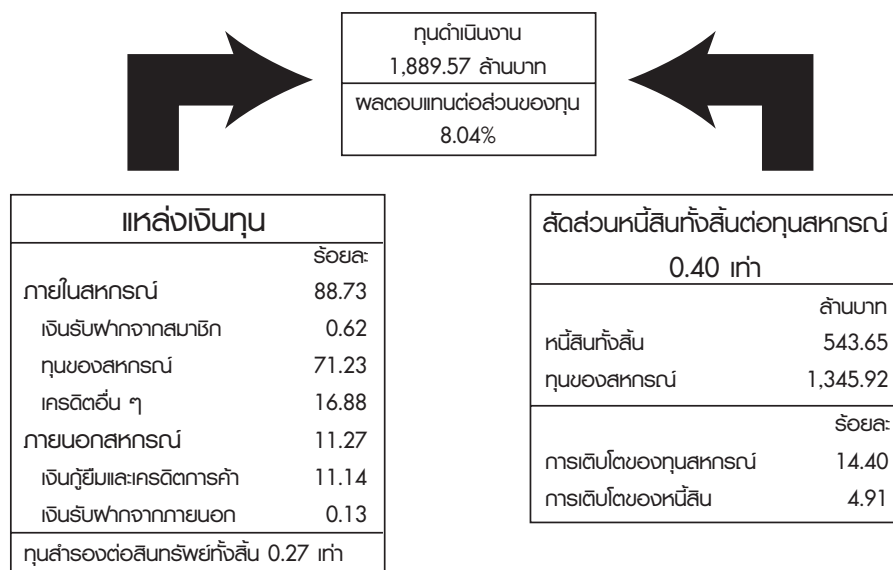 ทุนดำเนินงาน
1,889.57 ล้านบาท
ผลตอบแทนต่อส่วนของทุน
8.04%
แหล่งเงินทุน
ร้อยละ
ภายในสหกรณ์ 88.73
เงินรับฝากจากสมาชิก 0.62
ทุนของสหกรณ์ 71.23
เครดิตอื่น ๆ 16.88
ภายนอกสหกรณ์ 11.27
เงินกู้ยืมและเครดิตการค้า 11.14
เงินรับฝากจากภายนอก 0.13
ทุนสำรองต่อสินทรัพย์ทั้งสิ้น 0.27 เท่า
สัดส่วนหนี้สินทั้งสิ้นต่อทุนสหกรณ์
0.40 เท่า
ล้านบาท
หนี้สินทั้งสิ้น 543.65
ทุนของสหกรณ์ 1,345.92
ร้อยละ
การเติบโตของทุนสหกรณ์ 14.40
การเติบโตของหนี้สิน 4.91